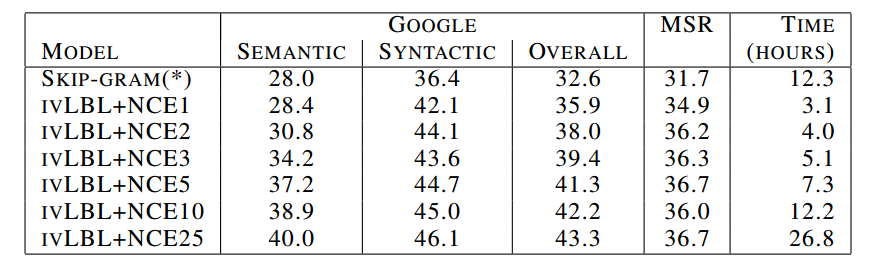 GOOGLE MSR TIME
MODEL SEMANTIC SYNTACTIC OVERALL (HOURS)
SKIP-GRAM(*) 28.0 36.4 32.6 31.7 12.3
IVLBL+NCE1 28.4 42.1 35.9 34.9 3.1
IVLBL+NCE2 30.8 44.1 38.0 36.2 4.0
IVLBL+NCE3 34.2 43.6 39.4 36.3 5.1
IVLBL+NCE5 37.2 44.7 41.3 36.7 7.3
IVLBL+NCE10 38.9 45.0 42.2 36.0 12.2
IVLBL+NCE25 40.0 46.1 43.3 36.7 26.8